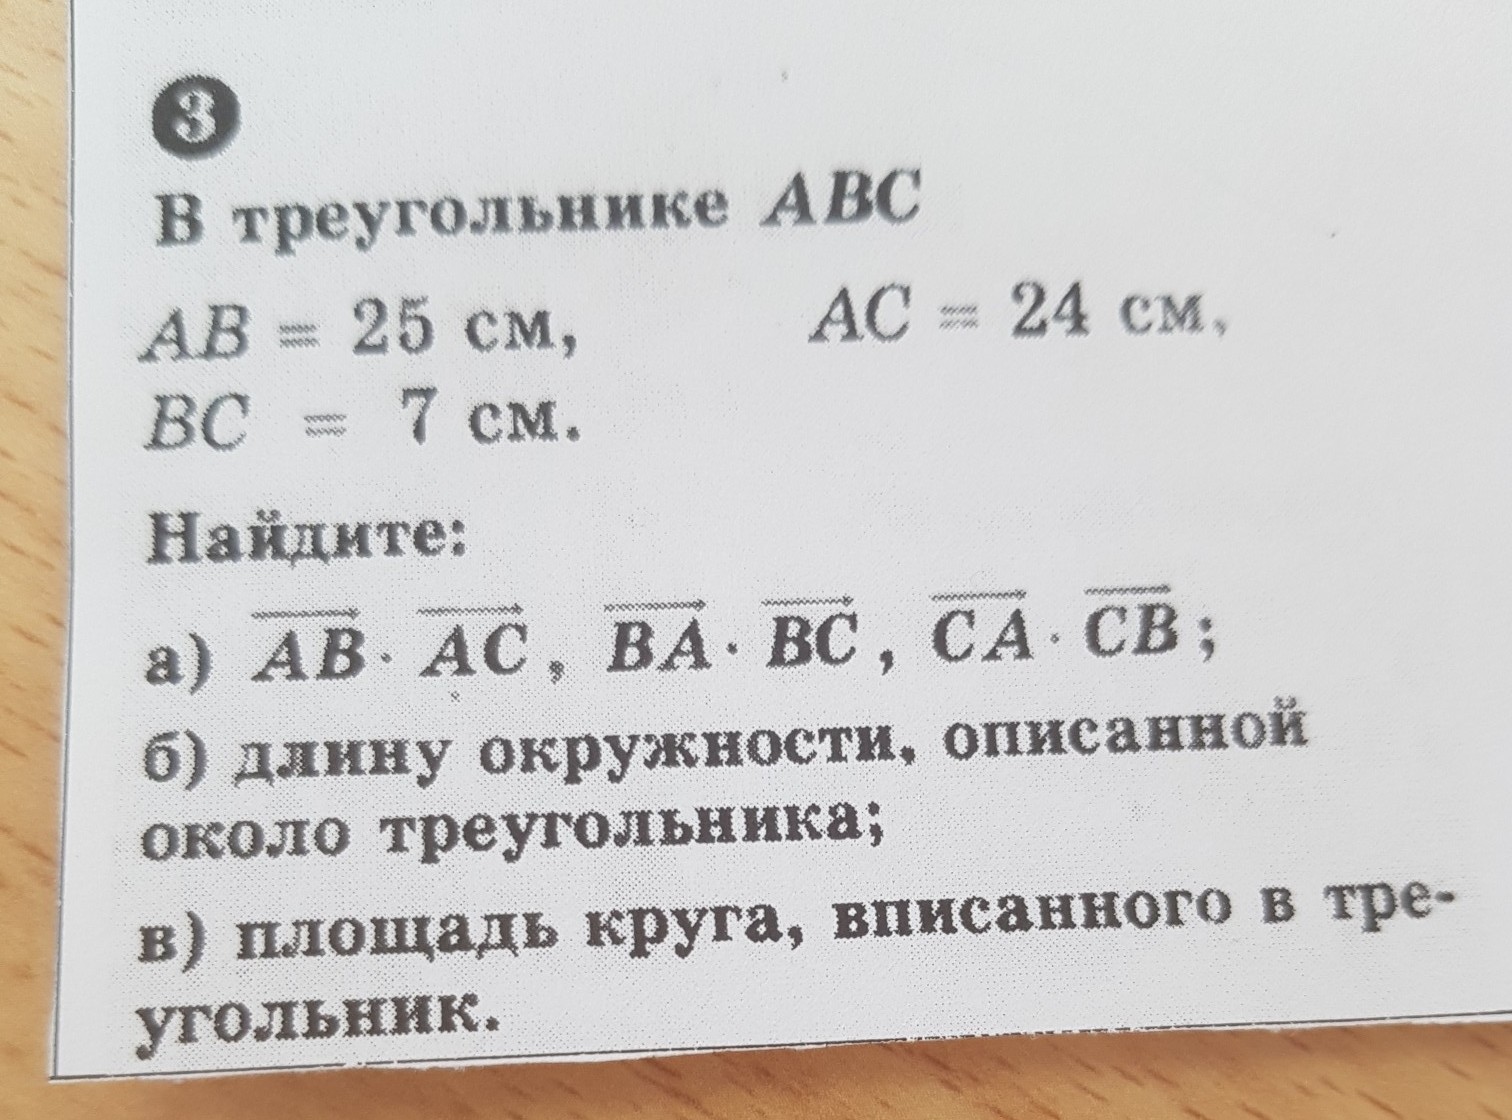 3
В треугольнике ABC
AB = 25 см, AC = 24 см,
BC = 7 см.
Найдите:
а) AB · AC, BA · BC, CA · CB;
б) длину окружности, описанной
около треугольника;
в) площадь круга, вписанного в тре-
угольник.